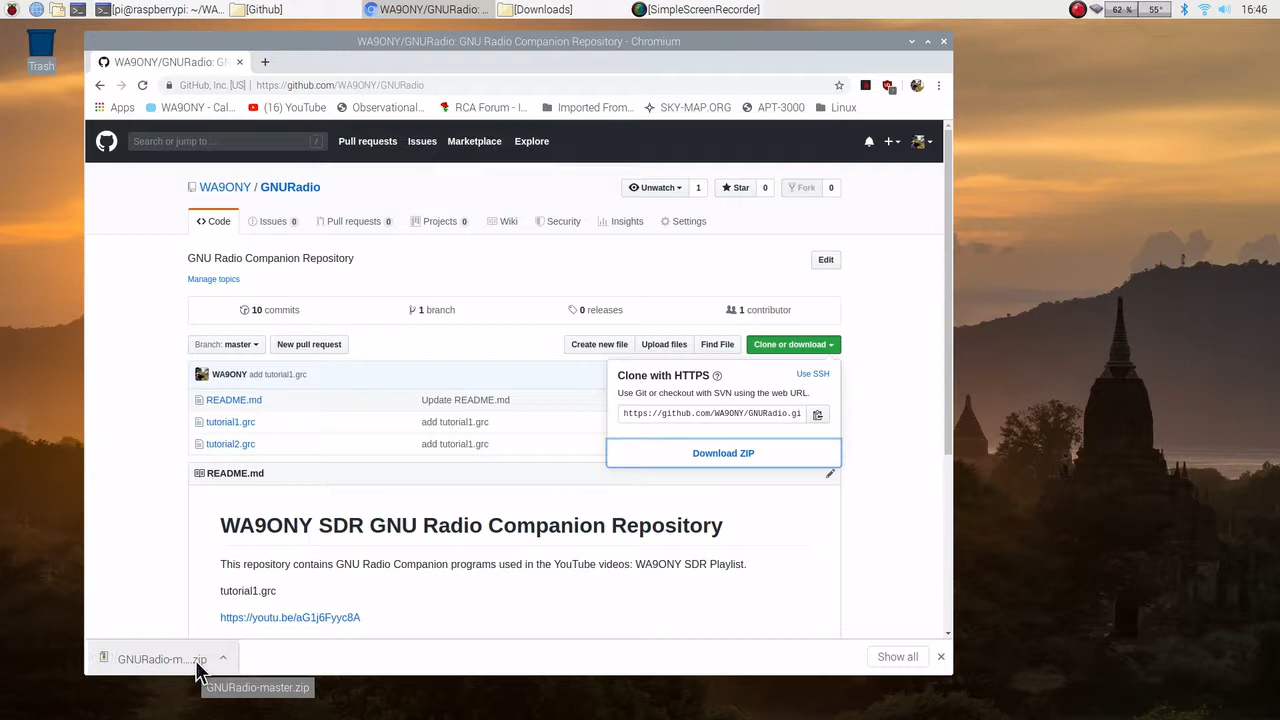 [pi@raspberrypi: ~/WA...
[Github]
WA9ONY/GNURadio: ...
[Downloads]
[SimpleScreenRecorder]
62 %
55°
16:46
Trash
WA9ONY/GNURadio: GNU Radio Companion Repository - Chromium
WA9ONY/GNURadio: G
GitHub, Inc. [US] | https://github.com/WA9ONY/GNURadio
Apps
WA9ONY - Cal...
(16) YouTube
Observational...
RCA Forum - I...
Imported From...
SKY-MAP.ORG
APT-3000
Linux
Search or jump to ...
/
Pull requests
Issues
Marketplace
Explore
WA9ONY / GNURadio
Unwatch 1
Star 0
Fork 0
Code
Issues 0
Pull requests 0
Projects 0
Wiki
Security
Insights
Settings
GNU Radio Companion Repository
Edit
Manage topics
10 commits
1 branch
0 releases
1 contributor
Branch: master
New pull request
Create new file
Upload files
Find File
Clone or download
WA9ONY add tutorial1.grc
Clone with HTTPS
Use SSH
Use Git or checkout with SVN using the web URL.
README.md
Update README.md
https://github.com/WA9ONY/GNURadio.gi
tutorial1.grc
add tutorial1.grc
tutorial2.grc
add tutorial1.grc
Download ZIP
README.md
WA9ONY SDR GNU Radio Companion Repository
This repository contains GNU Radio Companion programs used in the YouTube videos: WA9ONY SDR Playlist.
tutorial1.grc
https://youtu.be/aG1j6Fyyc8A
GNURadio-m....zip
Show all
GNURadio-master.zip